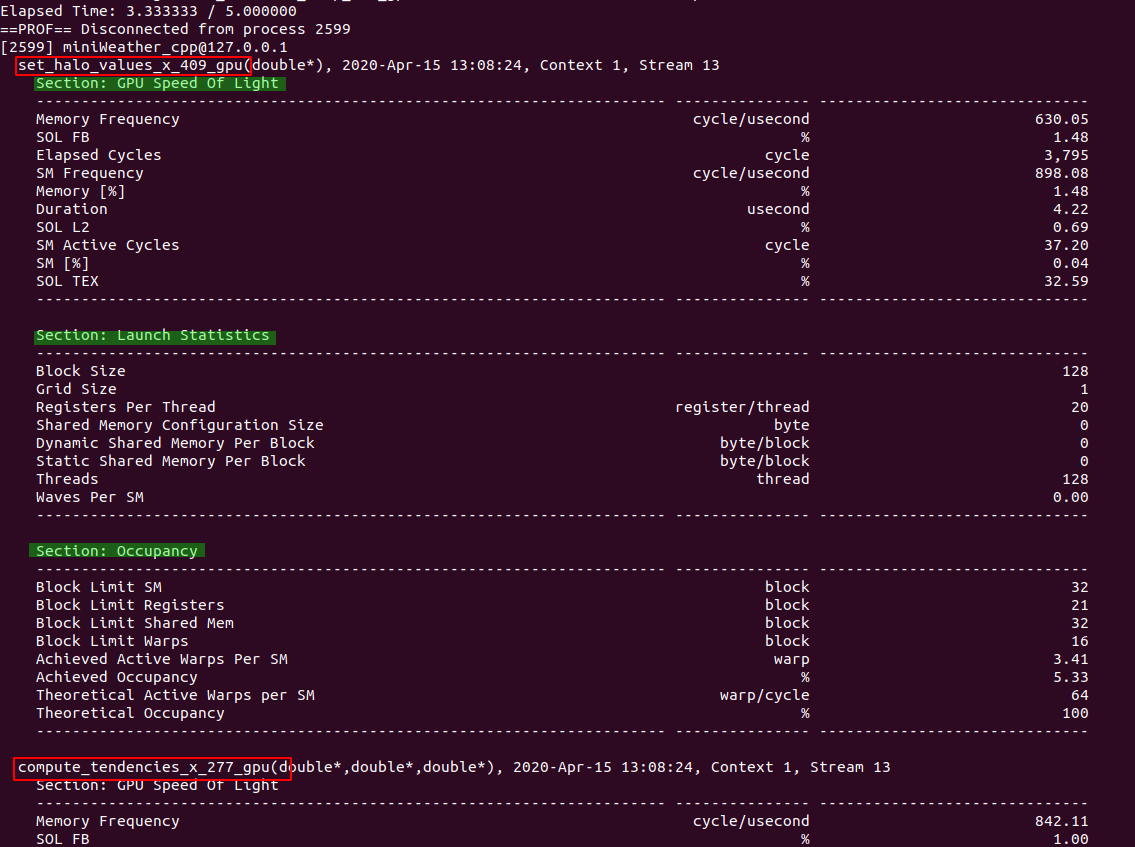 Elapsed Time: 3.333333 / 5.000000
==PROF== Disconnected from process 2599
[2599] miniWeather_cpp@127.0.0.1
set_halo_values_x_409_gpu(double*), 2020-Apr-15 13:08:24, Context 1, Stream 13
Section: GPU Speed Of Light
---------------------------------------------------------------------- --------------- ------------------------------
Memory Frequency cycle/usecond 630.05
SOL FB % 1.48
Elapsed Cycles cycle 3,795
SM Frequency cycle/usecond 898.08
Memory [%] % 1.48
Duration usecond 4.22
SOL L2 % 0.69
SM Active Cycles cycle 37.20
SM [%] % 0.04
SOL TEX % 32.59
---------------------------------------------------------------------- --------------- ------------------------------
Section: Launch Statistics
---------------------------------------------------------------------- --------------- ------------------------------
Block Size 128
Grid Size 1
Registers Per Thread register/thread 20
Shared Memory Configuration Size byte 0
Dynamic Shared Memory Per Block byte/block 0
Static Shared Memory Per Block byte/block 0
Threads thread 128
Waves Per SM 0.00
---------------------------------------------------------------------- --------------- ------------------------------
Section: Occupancy
---------------------------------------------------------------------- --------------- ------------------------------
Block Limit SM block 32
Block Limit Registers block 21
Block Limit Shared Mem block 32
Block Limit Warps block 16
Achieved Active Warps Per SM warp 3.41
Achieved Occupancy % 5.33
Theoretical Active Warps per SM warp/cycle 64
Theoretical Occupancy % 100
---------------------------------------------------------------------- --------------- ------------------------------
compute_tendencies_x_277_gpu(double*,double*,double*), 2020-Apr-15 13:08:24, Context 1, Stream 13
Section: GPU Speed Of Light
---------------------------------------------------------------------- --------------- ------------------------------
Memory Frequency cycle/usecond 842.11
SOL FB % 1.00